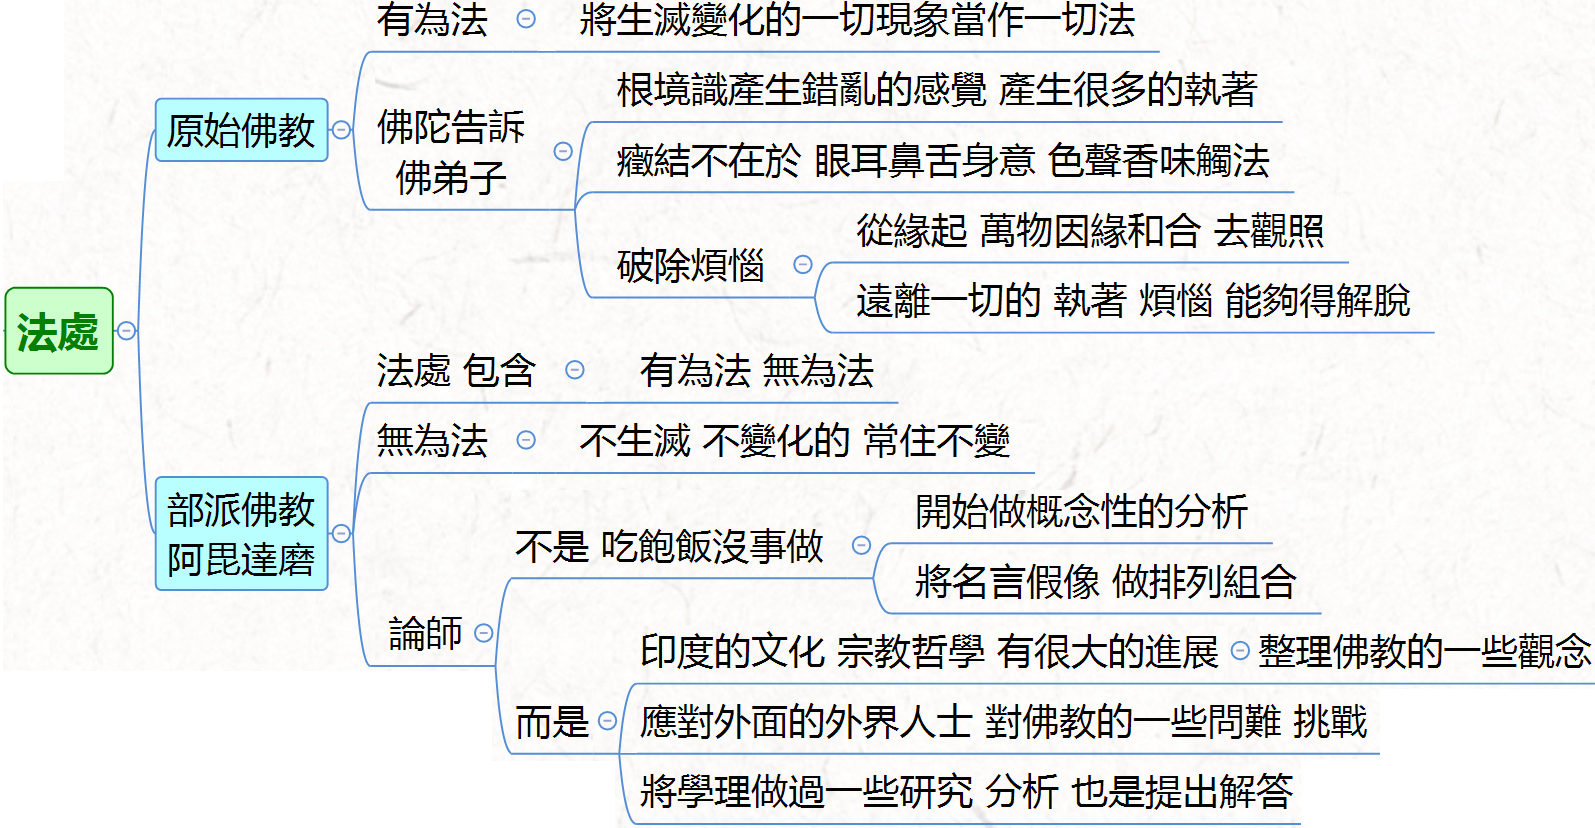 法處
原始佛教
有為法
將生滅變化的一切現象當作一切法
佛陀告訴
佛弟子
根境識產生錯亂的感覺 產生很多的執著
癥結不在於 眼耳鼻舌身意 色聲香味觸法
破除煩惱
從緣起 萬物因緣和合 去觀照
遠離一切的 執著 煩惱 能夠得解脫
部派佛教
阿毘達磨
法處 包含
有為法 無為法
無為法
不生滅 不變化的 常住不變
論師
不是 吃飽飯沒事做
開始做概念性的分析
將名言假像 做排列組合
而是
印度的文化 宗教哲學 有很大的進展
整理佛教的一些觀念
應對外面的外界人士 對佛教的一些問難 挑戰
將學理做過一些研究 分析 也是提出解答